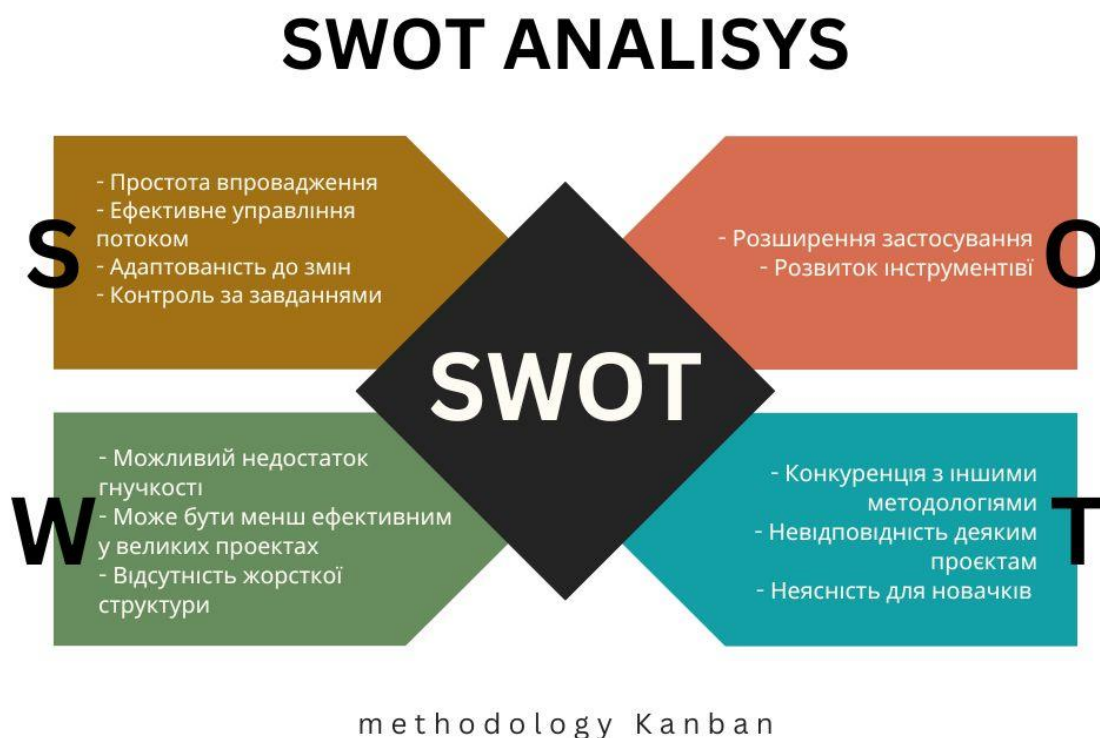 SWOT ANALISYS
S
- Простота впровадження
- Ефективне управління
потоком
- Адаптованість до змін
- Контроль за завданнями
O
- Розширення застосування
- Розвиток інструментівї
SWOT
W
- Можливий недостаток
гнучкості
- Може бути менш ефективним
у великих проектах
- Відсутність жорсткої
структури
T
- Конкуренція з іншими
методологіями
- Невідповідність деяким
проєктам
- Неясність для новачків
methodology Kanban